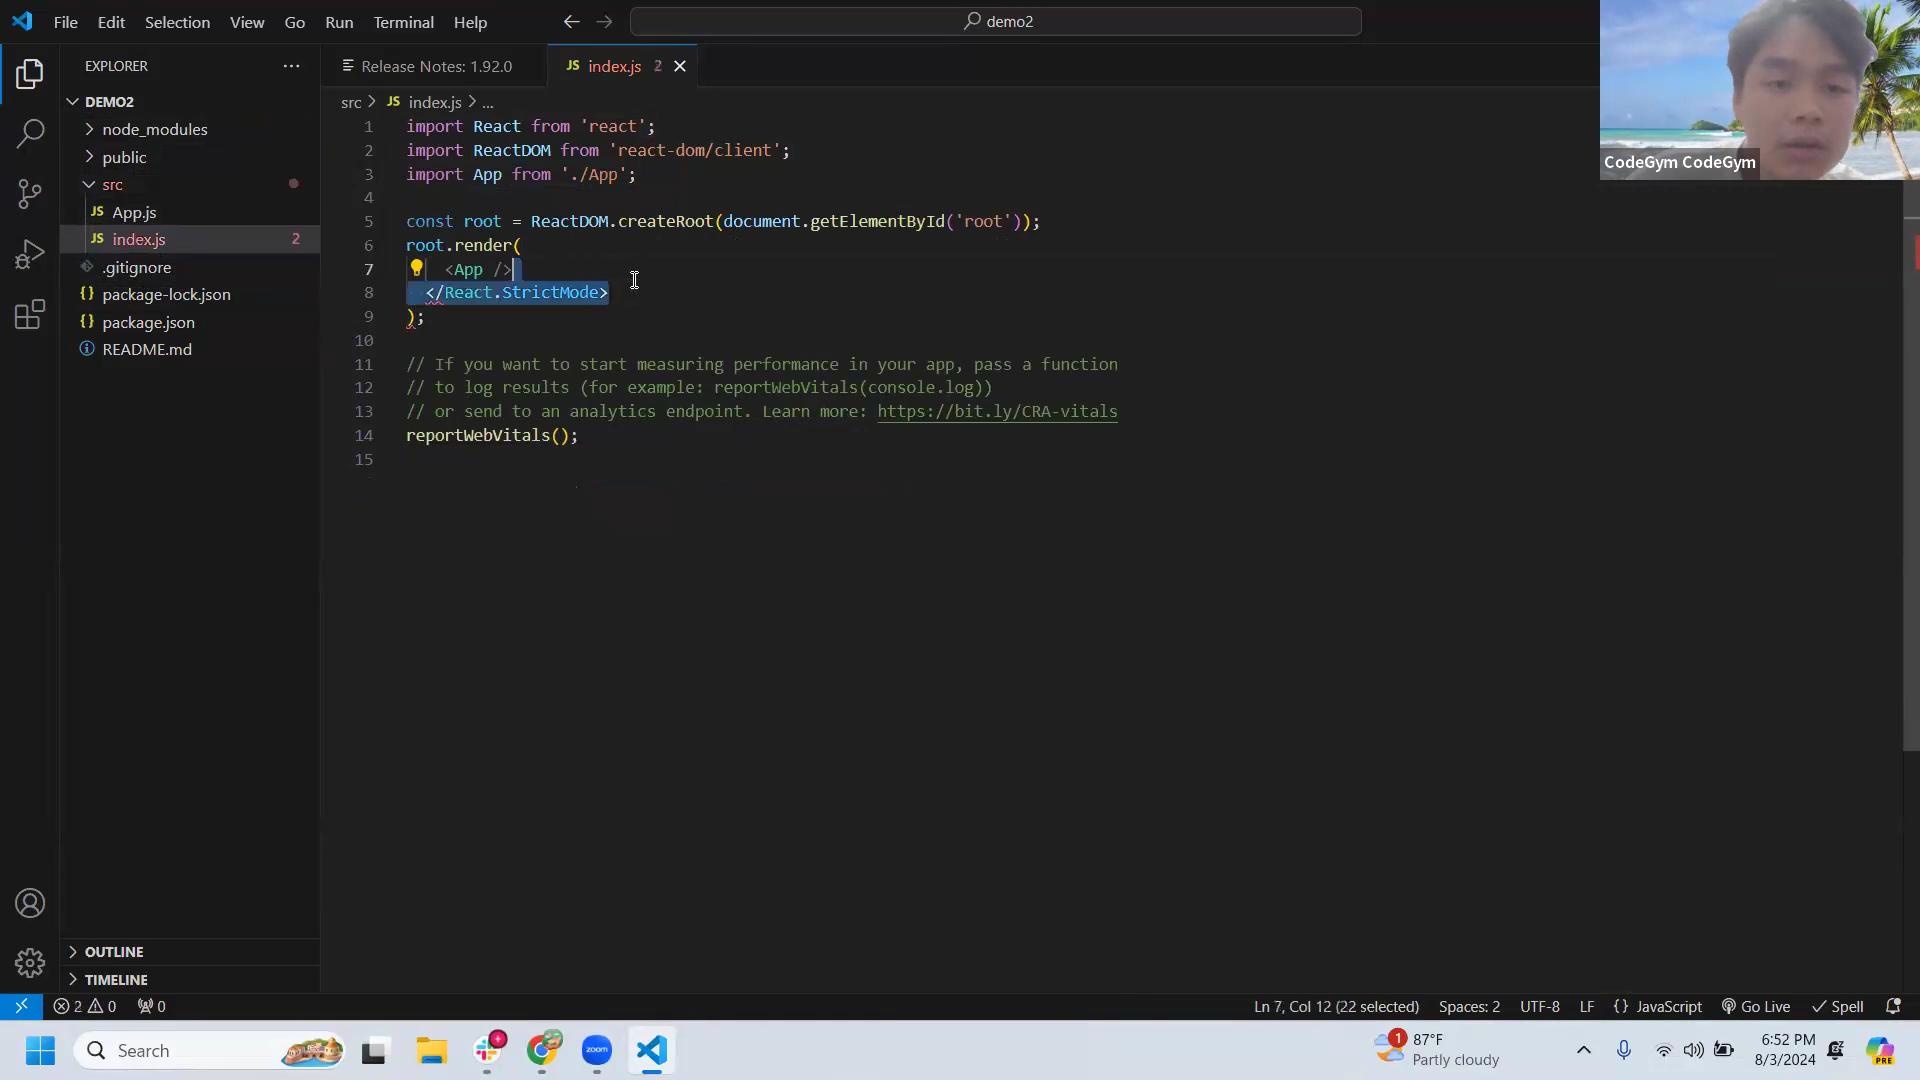 File Edit Selection View Go Run Terminal Help
demo2
EXPLORER
Release Notes: 1.92.0
JS index.js 2
DEMO2
node_modules
public
src
JS App.js
JS index.js 2
.gitignore
{} package-lock.json
{} package.json
README.md
OUTLINE
TIMELINE
src > JS index.js > ...
1 import React from 'react';
2 import ReactDOM from 'react-dom/client';
3 import App from './App';
4
5 const root = ReactDOM.createRoot(document.getElementById('root'));
6 root.render(
7 <App />
8 </React.StrictMode>
9 );
10
11 // If you want to start measuring performance in your app, pass a function
12 // to log results (for example: reportWebVitals(console.log))
13 // or send to an analytics endpoint. Learn more: https://bit.ly/CRA-vitals
14 reportWebVitals();
15
CodeGym CodeGym
2 0 0
Ln 7, Col 12 (22 selected) Spaces: 2 UTF-8 LF {} JavaScript Go Live Spell
Search
zoom
1
87°F
Partly cloudy
6:52 PM
8/3/2024
PRE